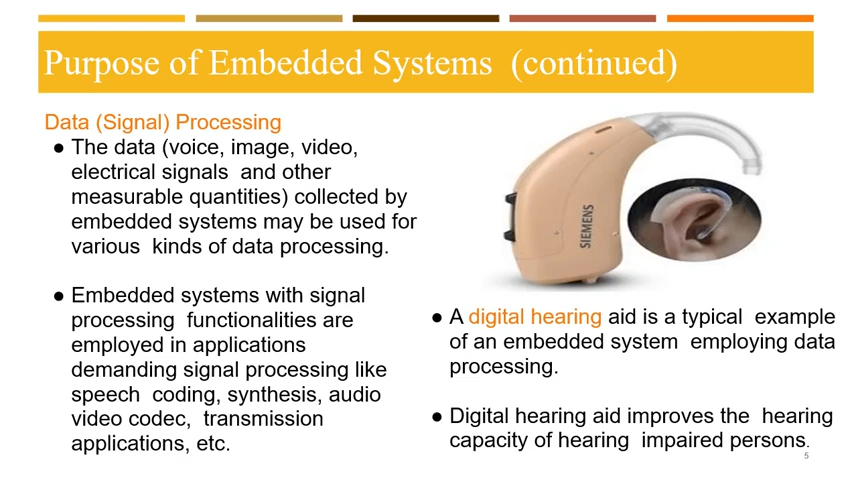 Purpose of Embedded Systems (continued)
Data (Signal) Processing
● The data (voice, image, video,
electrical signals and other
measurable quantities) collected by
embedded systems may be used for
various kinds of data processing.
● Embedded systems with signal
processing functionalities are
employed in applications
demanding signal processing like
speech coding, synthesis, audio
video codec, transmission
applications, etc.
SIEMENS
● A digital hearing aid is a typical example
of an embedded system employing data
processing.
● Digital hearing aid improves the hearing
capacity of hearing impaired persons.
5